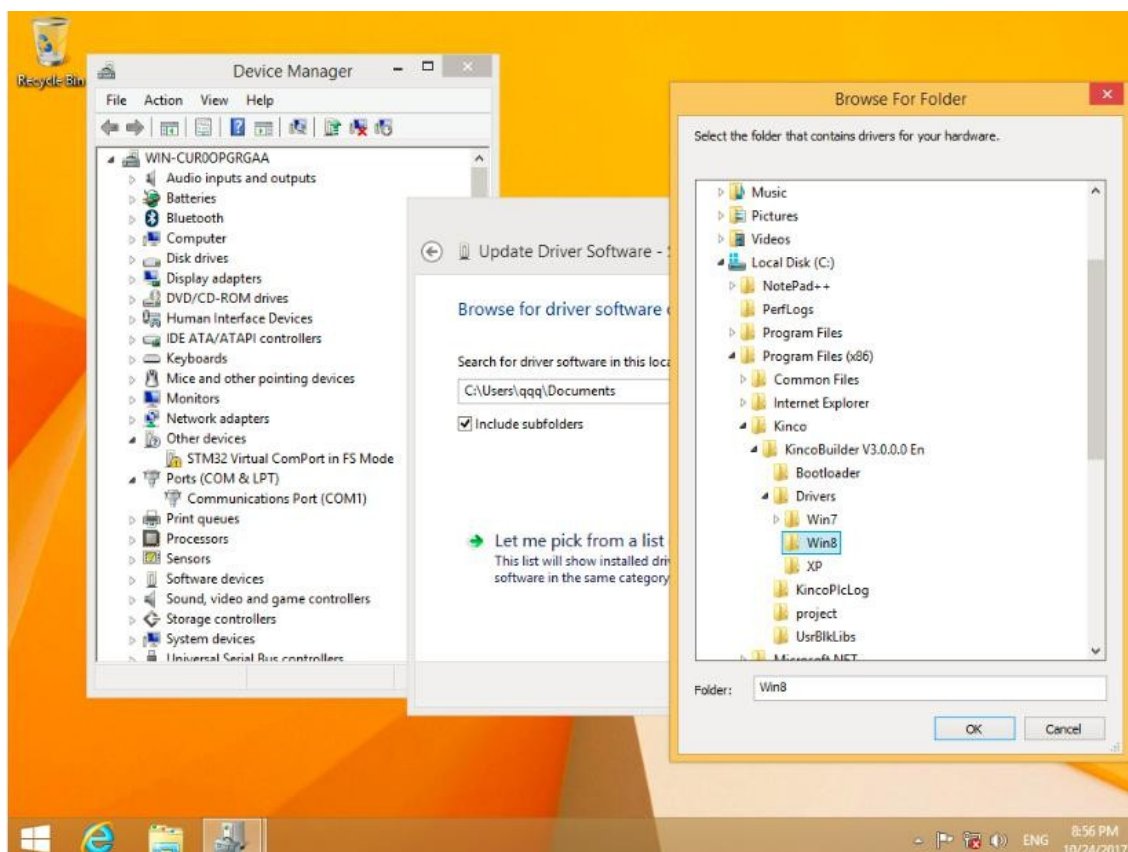 Recycle Bin
Device Manager
File Action View Help
WIN-CUR0OPGRGAA
Audio inputs and outputs
Batteries
Bluetooth
Computer
Disk drives
Display adapters
DVD/CD-ROM drives
Human Interface Devices
IDE ATA/ATAPI controllers
Keyboards
Mice and other pointing devices
Monitors
Network adapters
Other devices
STM32 Virtual ComPort in FS Mode
Ports (COM & LPT)
Communications Port (COM1)
Print queues
Processors
Sensors
Software devices
Sound, video and game controllers
Storage controllers
System devices
Universal Serial Bus controllers
Update Driver Software -
Browse for driver software
Search for driver software in this loca
C:\Users\qqq\Documents
Include subfolders
Let me pick from a list
This list will show installed dri
software in the same category
Browse For Folder
Select the folder that contains drivers for your hardware.
Music
Pictures
Videos
Local Disk (C:)
NotePad++
PerfLogs
Program Files
Program Files (x86)
Common Files
Internet Explorer
Kinco
KincoBuilder V3.0.0.0 En
Bootloader
Drivers
Win7
Win8
XP
KincoPlcLog
project
UsrBlkLibs
Microsoft.NET
Folder: Win8
OK Cancel
ENG
8:56 PM
10/24/2017